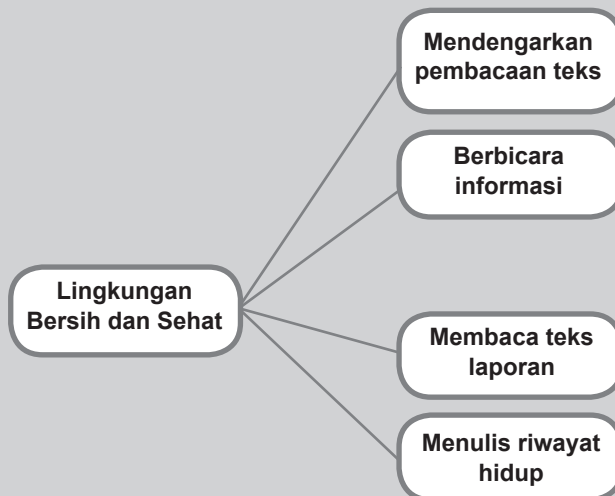 Mendengarkan
pembacaan teks
Berbicara
informasi
Lingkungan
Bersih dan Sehat
Membaca teks
laporan
Menulis riwayat
hidup